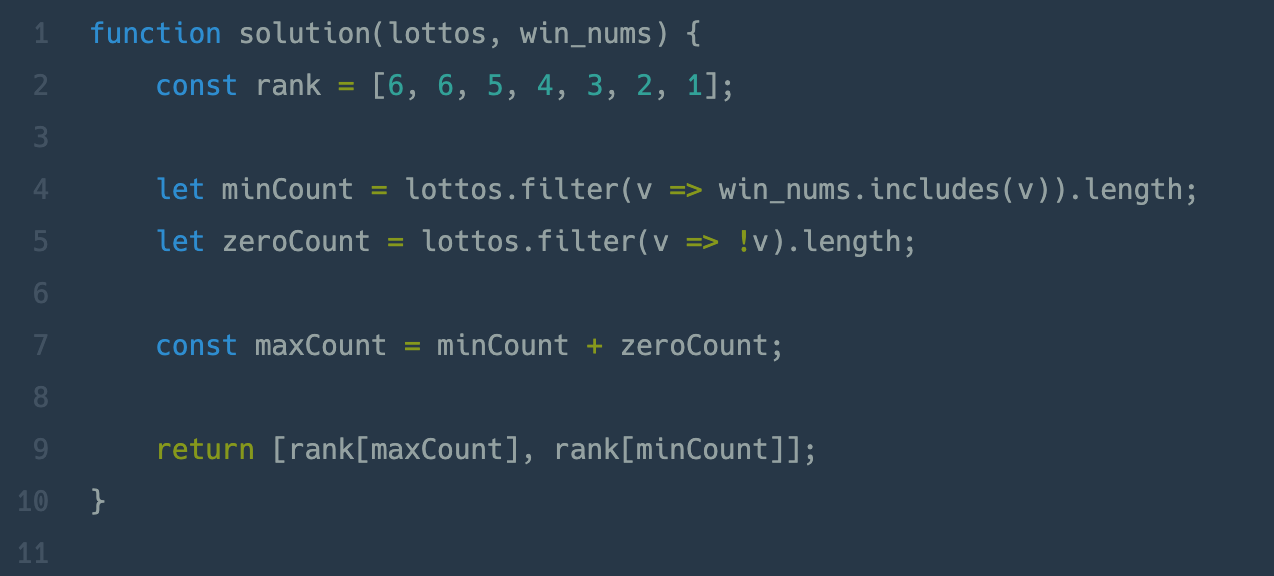 1 function solution(lottos, win_nums) {
2     const rank = [6, 6, 5, 4, 3, 2, 1];
3
4     let minCount = lottos.filter(v => win_nums.includes(v)).length;
5     let zeroCount = lottos.filter(v => !v).length;
6
7     const maxCount = minCount + zeroCount;
8
9     return [rank[maxCount], rank[minCount]];
10 }
11